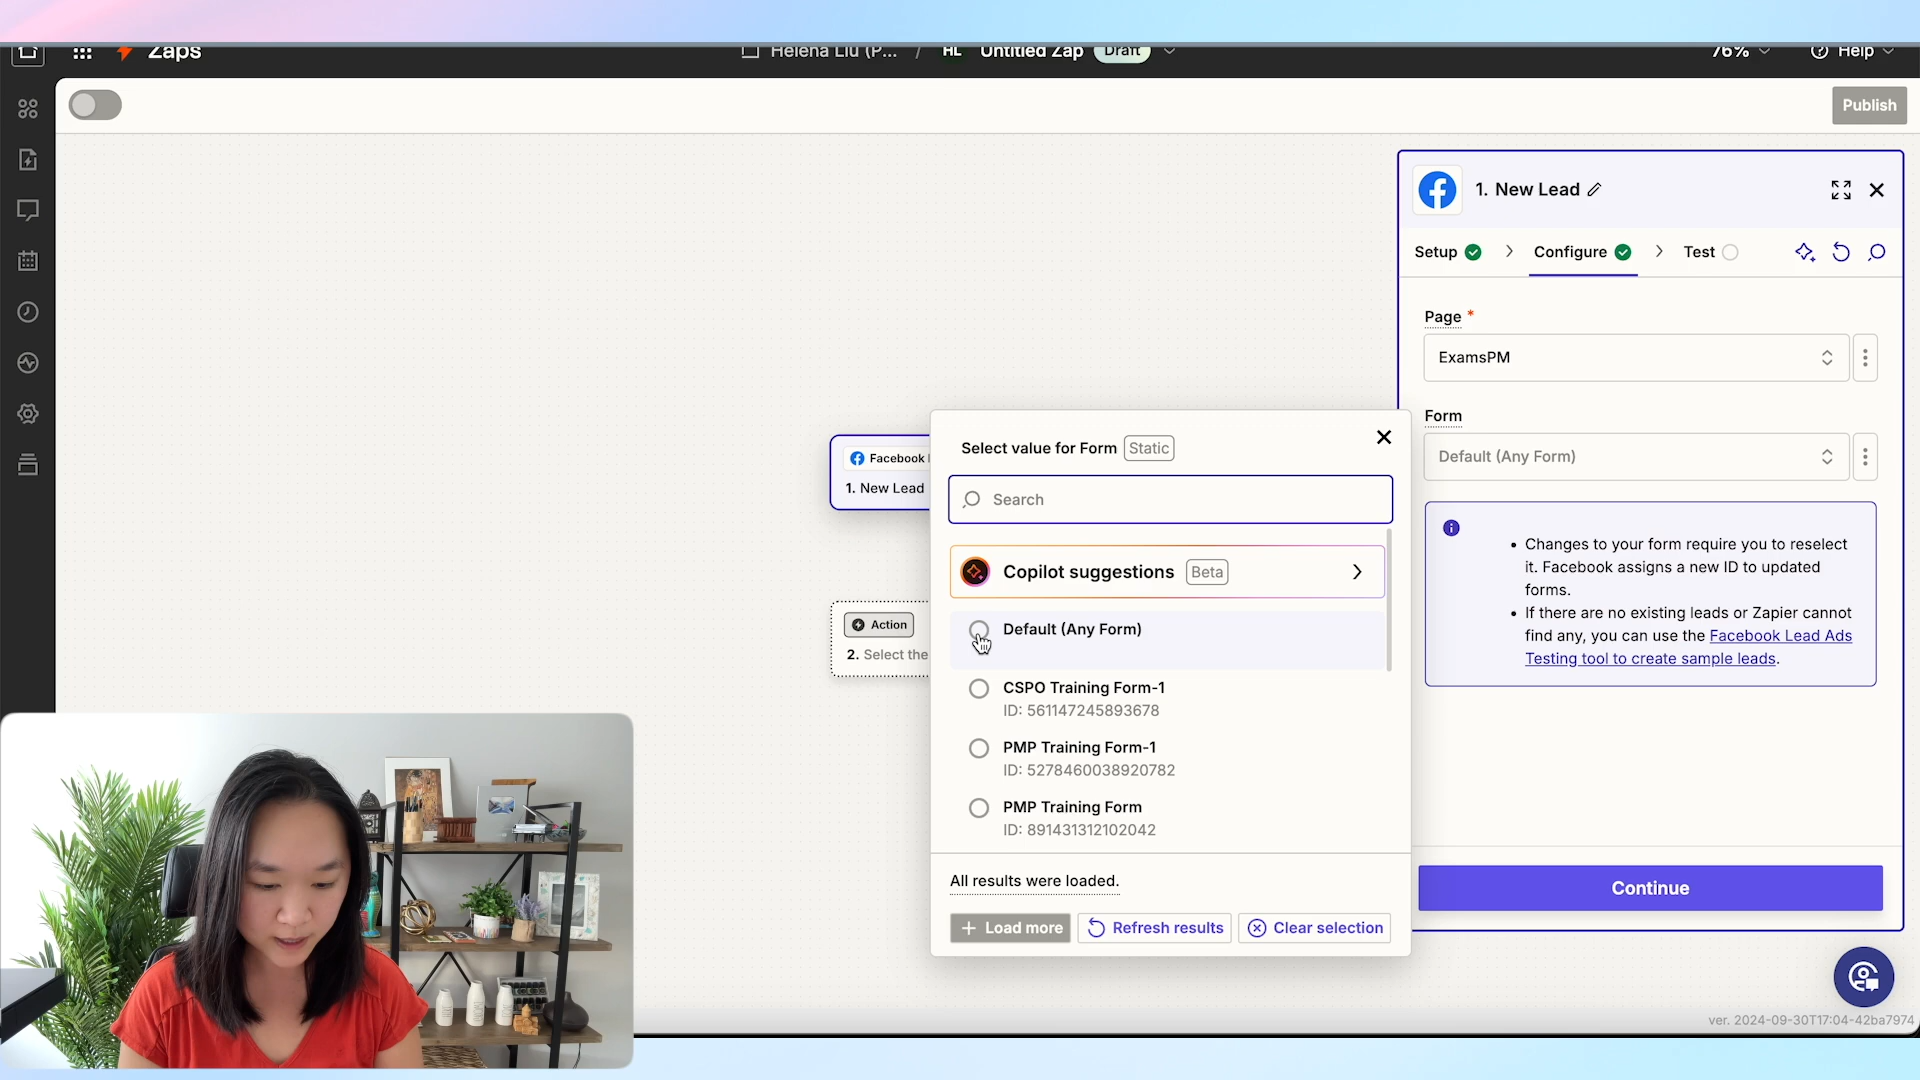 Zaps
Helena Liu (P... / HL Untitled Zap Draft
76%
Help
Publish
1. New Lead
Setup
Configure
Test
Page *
ExamsPM
Form
Default (Any Form)
• Changes to your form require you to reselect
it. Facebook assigns a new ID to updated
forms.
• If there are no existing leads or Zapier cannot
find any, you can use the Facebook Lead Ads
Testing tool to create sample leads.
Continue
Facebook
1. New Lead
Action
2. Select the
Select value for Form Static
Search
Copilot suggestions Beta
Default (Any Form)
CSPO Training Form-1
ID: 561147245893678
PMP Training Form-1
ID: 5278460038920782
PMP Training Form
ID: 891431312102042
All results were loaded.
+ Load more
Refresh results
Clear selection
ver. 2024-09-30T17:04-42ba7974